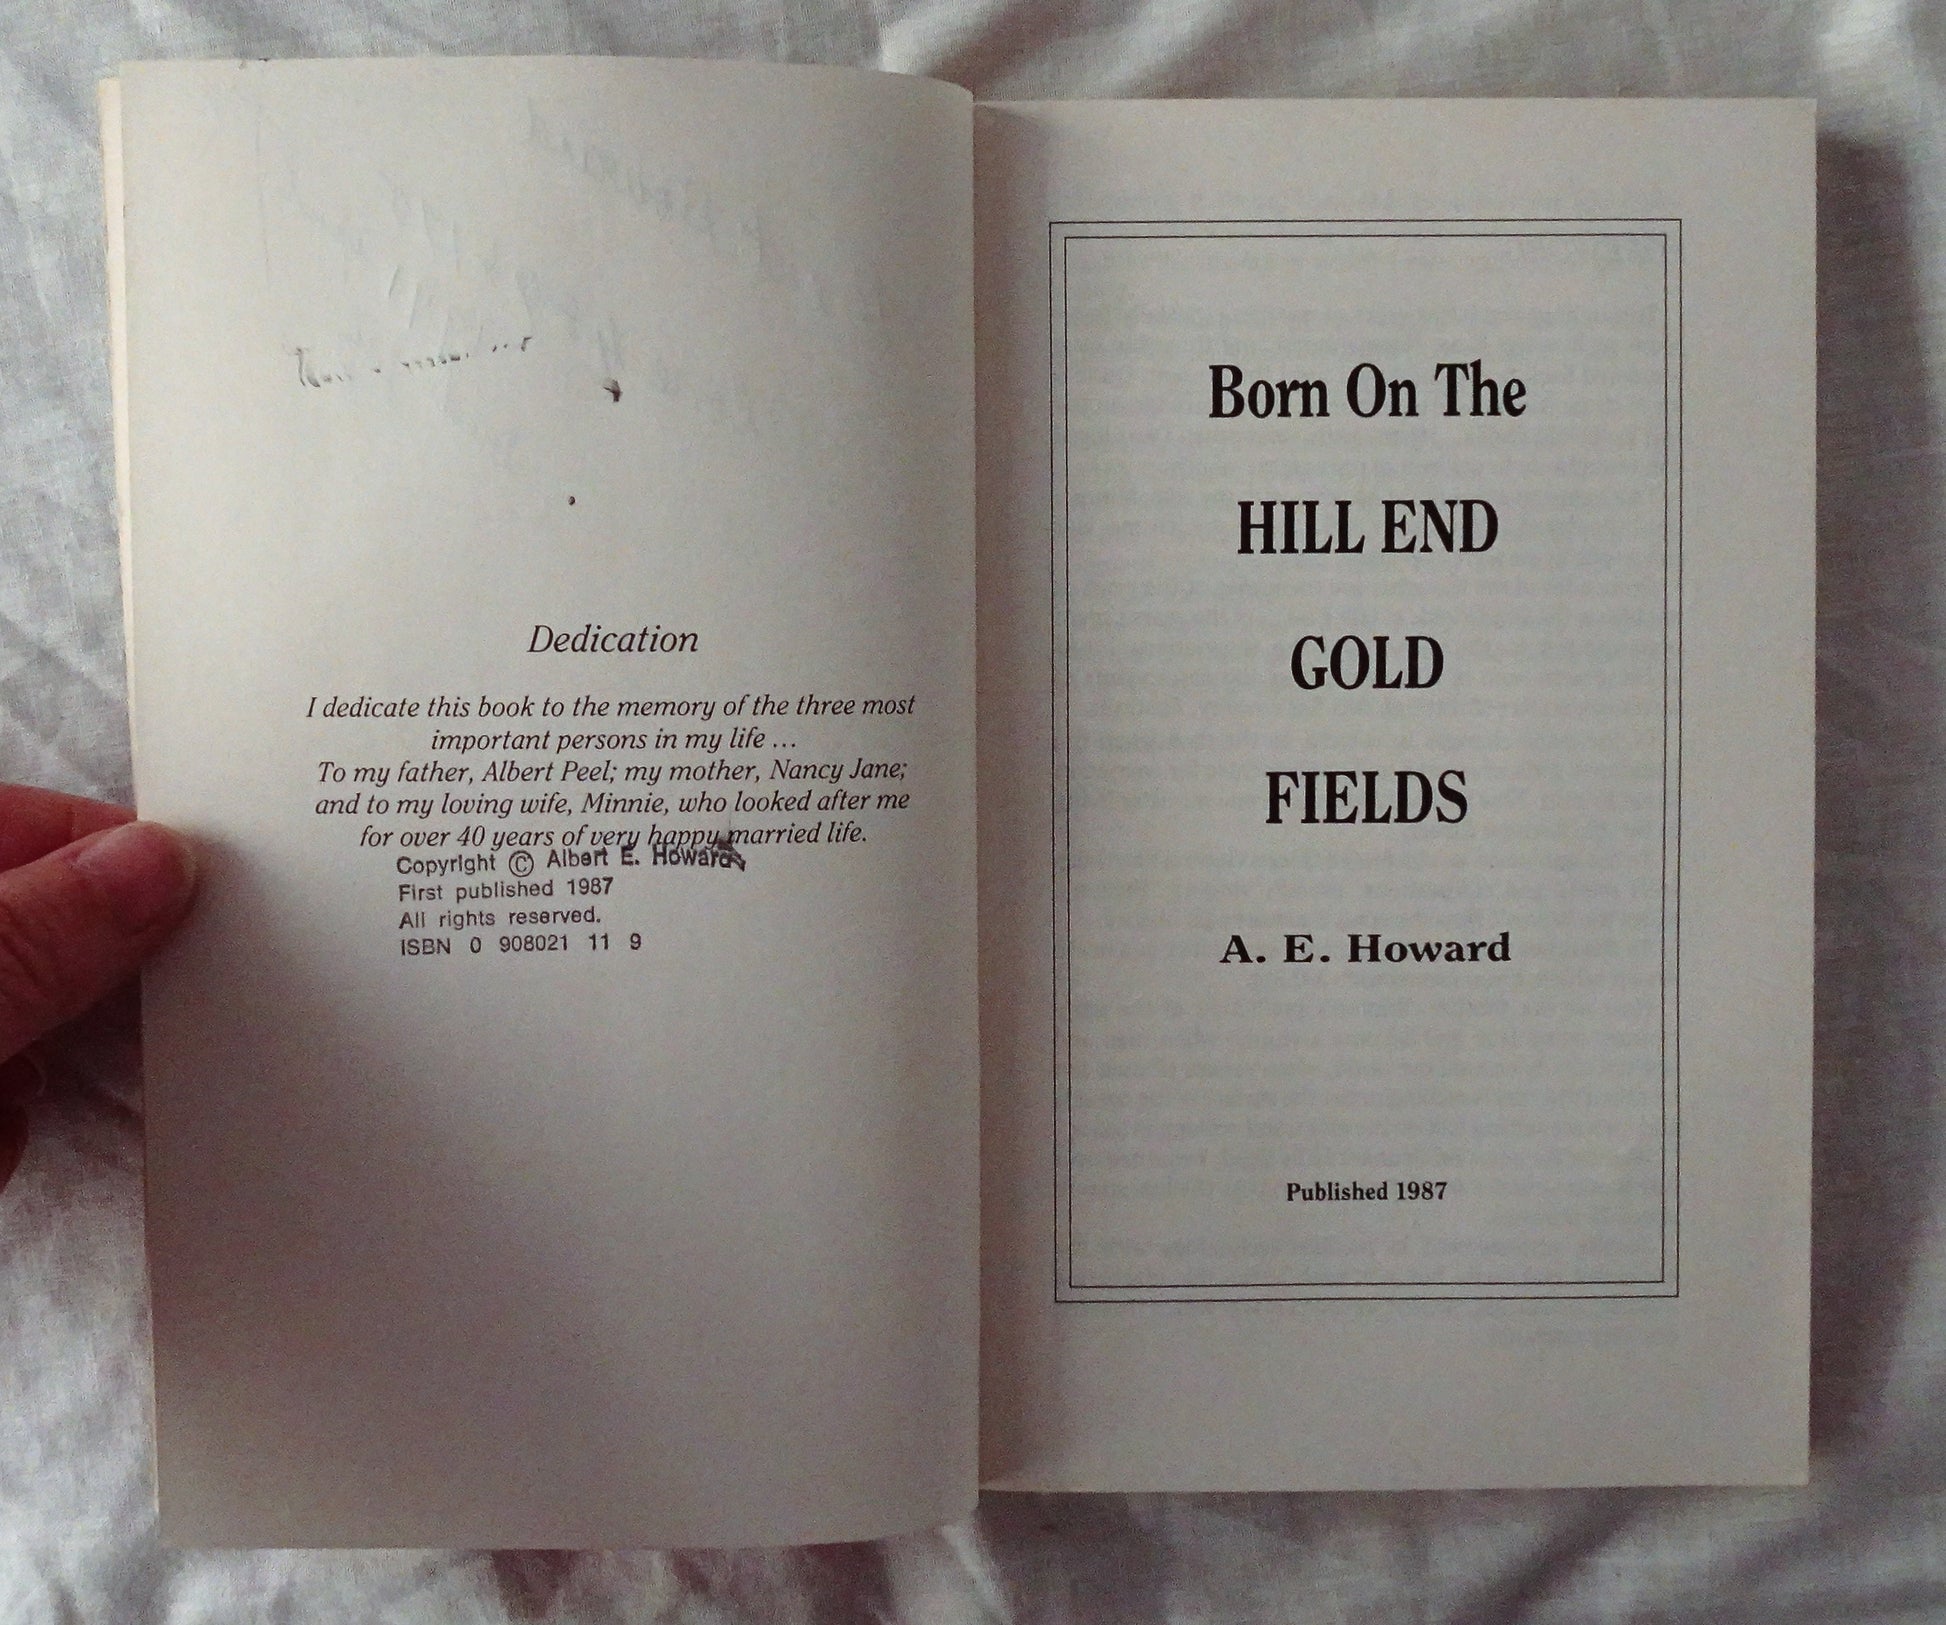 Dedication
I dedicate this book to the memory of the three most
important persons in my life ...
To my father, Albert Peel; my mother, Nancy Jane;
and to my loving wife, Minnie, who looked after me
for over 40 years of very happy married life.
Copyright © Albert E. Howard
First published 1987
All rights reserved.
ISBN 0 908021 11 9
Born On The
HILL END
GOLD
FIELDS
A. E. Howard
Published 1987